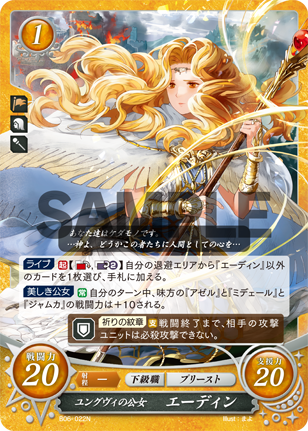 1
SAMPLE
あなた達はケダモノです。
…神よ、どうかこの者たちに人間としての心を…
ライブ 起 自分の退避エリアから『エーディン』以外
のカードを1枚選び、手札に加える。
美しき公女 常 自分のターン中、味方の『アゼル』と『ミデェール』と
『ジャムカ』の戦闘力は＋10される。
祈りの紋章 支 戦闘終了まで、相手の攻撃
ユニットは必殺攻撃できない。
戦闘力
20
射程
－
下級職
プリースト
支援力
20
ユングヴィの公女 エーディン
B06-022N
Illust：まよ